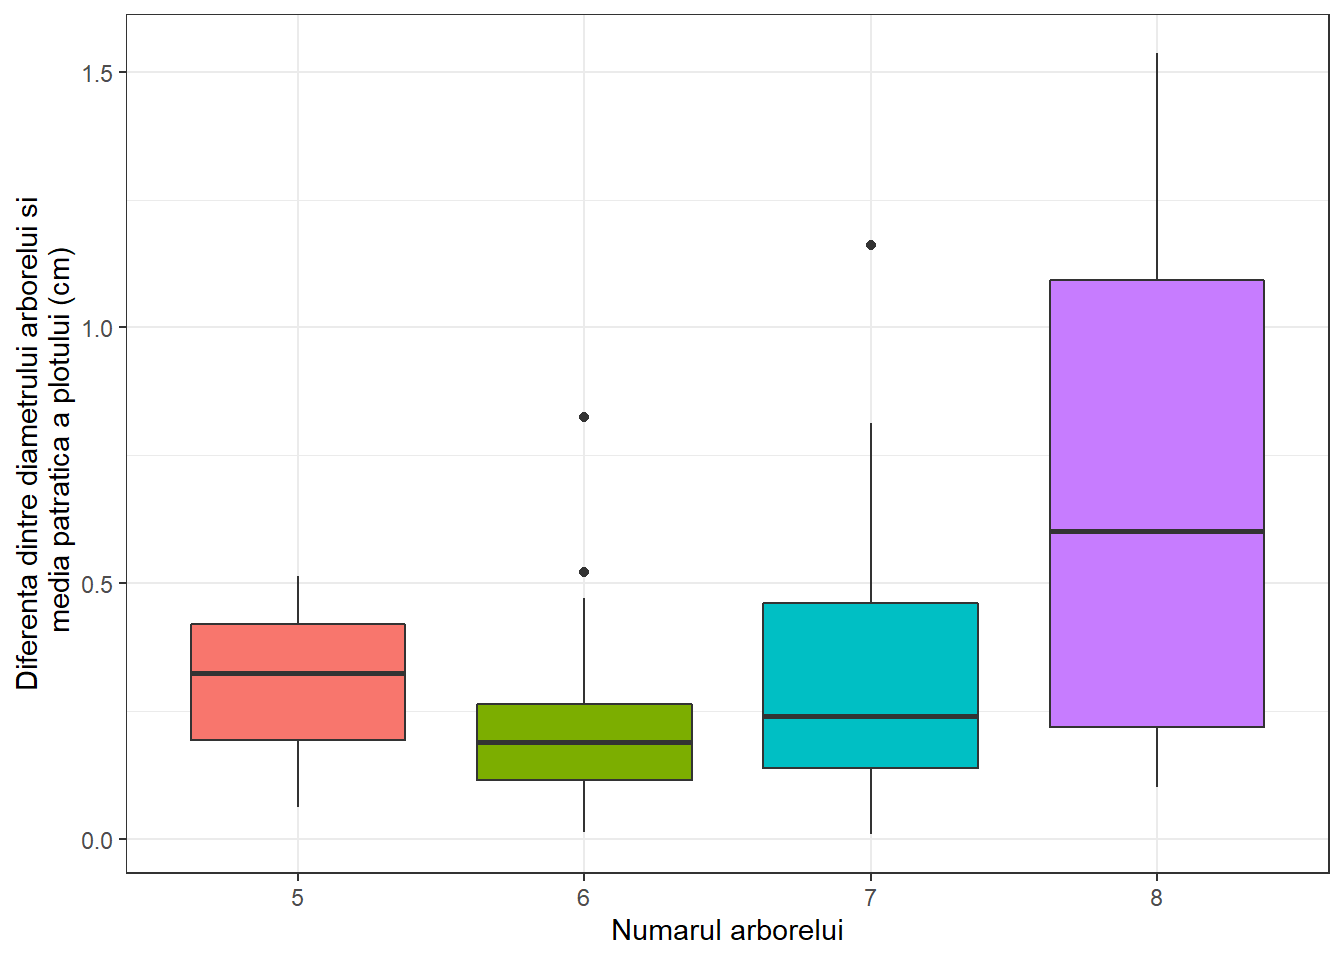 Diferenta dintre diametrului arborelui si
media patratica a plotului (cm)
1.5
1.0
0.5
0.0
5 6 7 8
Numarul arborelui